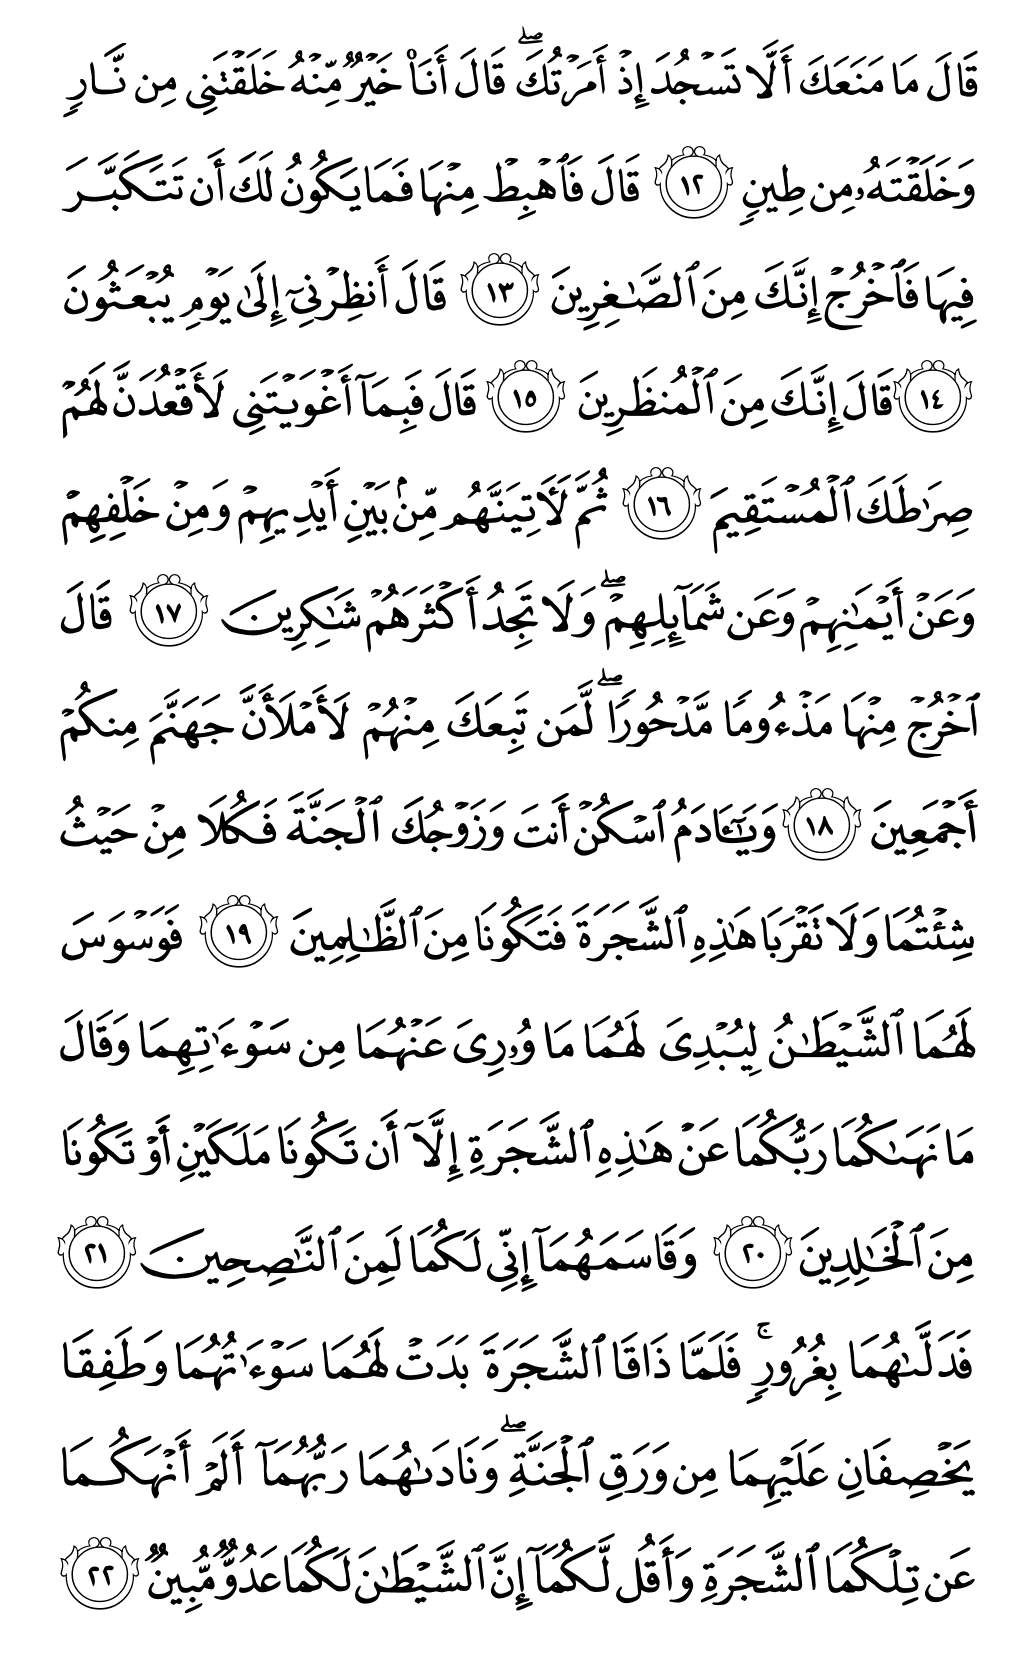 قَالَ مَا مَنَعَكَ أَلَّا تَسۡجُدَ إِذۡ أَمَرۡتُكَۖ قَالَ أَنَا۠ خَيۡرٞ مِّنۡهُ خَلَقۡتَنِي مِن نَّارٖ
وَخَلَقۡتَهُۥ مِن طِينٖ ١٢ قَالَ فَٱهۡبِطۡ مِنۡهَا فَمَا يَكُونُ لَكَ أَن تَتَكَبَّرَ
فِيهَا فَٱخۡرُجۡ إِنَّكَ مِنَ ٱلصَّٰغِرِينَ ١٣ قَالَ أَنظِرۡنِيٓ إِلَىٰ يَوۡمِ يُبۡعَثُونَ
١٤ قَالَ إِنَّكَ مِنَ ٱلۡمُنظَرِينَ ١٥ قَالَ فَبِمَآ أَغۡوَيۡتَنِي لَأَقۡعُدَنَّ لَهُمۡ
صِرَٰطَكَ ٱلۡمُسۡتَقِيمَ ١٦ ثُمَّ لَأٓتِيَنَّهُم مِّنۢ بَيۡنِ أَيۡدِيهِمۡ وَمِنۡ خَلۡفِهِمۡ
وَعَنۡ أَيۡمَٰنِهِمۡ وَعَن شَمَآئِلِهِمۡۖ وَلَا تَجِدُ أَكۡثَرَهُمۡ شَٰكِرِينَ ١٧ قَالَ
ٱخۡرُجۡ مِنۡهَا مَذۡءُومٗا مَّدۡحُورٗاۖ لَّمَن تَبِعَكَ مِنۡهُمۡ لَأَمۡلَأَنَّ جَهَنَّمَ مِنكُمۡ
أَجۡمَعِينَ ١٨ وَيَٰٓـَٔادَمُ ٱسۡكُنۡ أَنتَ وَزَوۡجُكَ ٱلۡجَنَّةَ فَكُلَا مِنۡ حَيۡثُ
شِئۡتُمَا وَلَا تَقۡرَبَا هَٰذِهِ ٱلشَّجَرَةَ فَتَكُونَا مِنَ ٱلظَّٰلِمِينَ ١٩ فَوَسۡوَسَ
لَهُمَا ٱلشَّيۡطَٰنُ لِيُبۡدِيَ لَهُمَا مَا وُۥرِيَ عَنۡهُمَا مِن سَوۡءَٰتِهِمَا وَقَالَ
مَا نَهَىٰكُمَا رَبُّكُمَا عَنۡ هَٰذِهِ ٱلشَّجَرَةِ إِلَّآ أَن تَكُونَا مَلَكَيۡنِ أَوۡ تَكُونَا
مِنَ ٱلۡخَٰلِدِينَ ٢٠ وَقَاسَمَهُمَآ إِنِّي لَكُمَا لَمِنَ ٱلنَّٰصِحِينَ ٢١
فَدَلَّىٰهُمَا بِغُرُورٖۚ فَلَمَّا ذَاقَا ٱلشَّجَرَةَ بَدَتۡ لَهُمَا سَوۡءَٰتُهُمَا وَطَفِقَا
يَخۡصِفَانِ عَلَيۡهِمَا مِن وَرَقِ ٱلۡجَنَّةِۖ وَنَادَىٰهُمَا رَبُّهُمَآ أَلَمۡ أَنۡهَكُمَا
عَن تِلۡكُمَا ٱلشَّجَرَةِ وَأَقُل لَّكُمَآ إِنَّ ٱلشَّيۡطَٰنَ لَكُمَا عَدُوّٞ مُّبِينٞ ٢٢